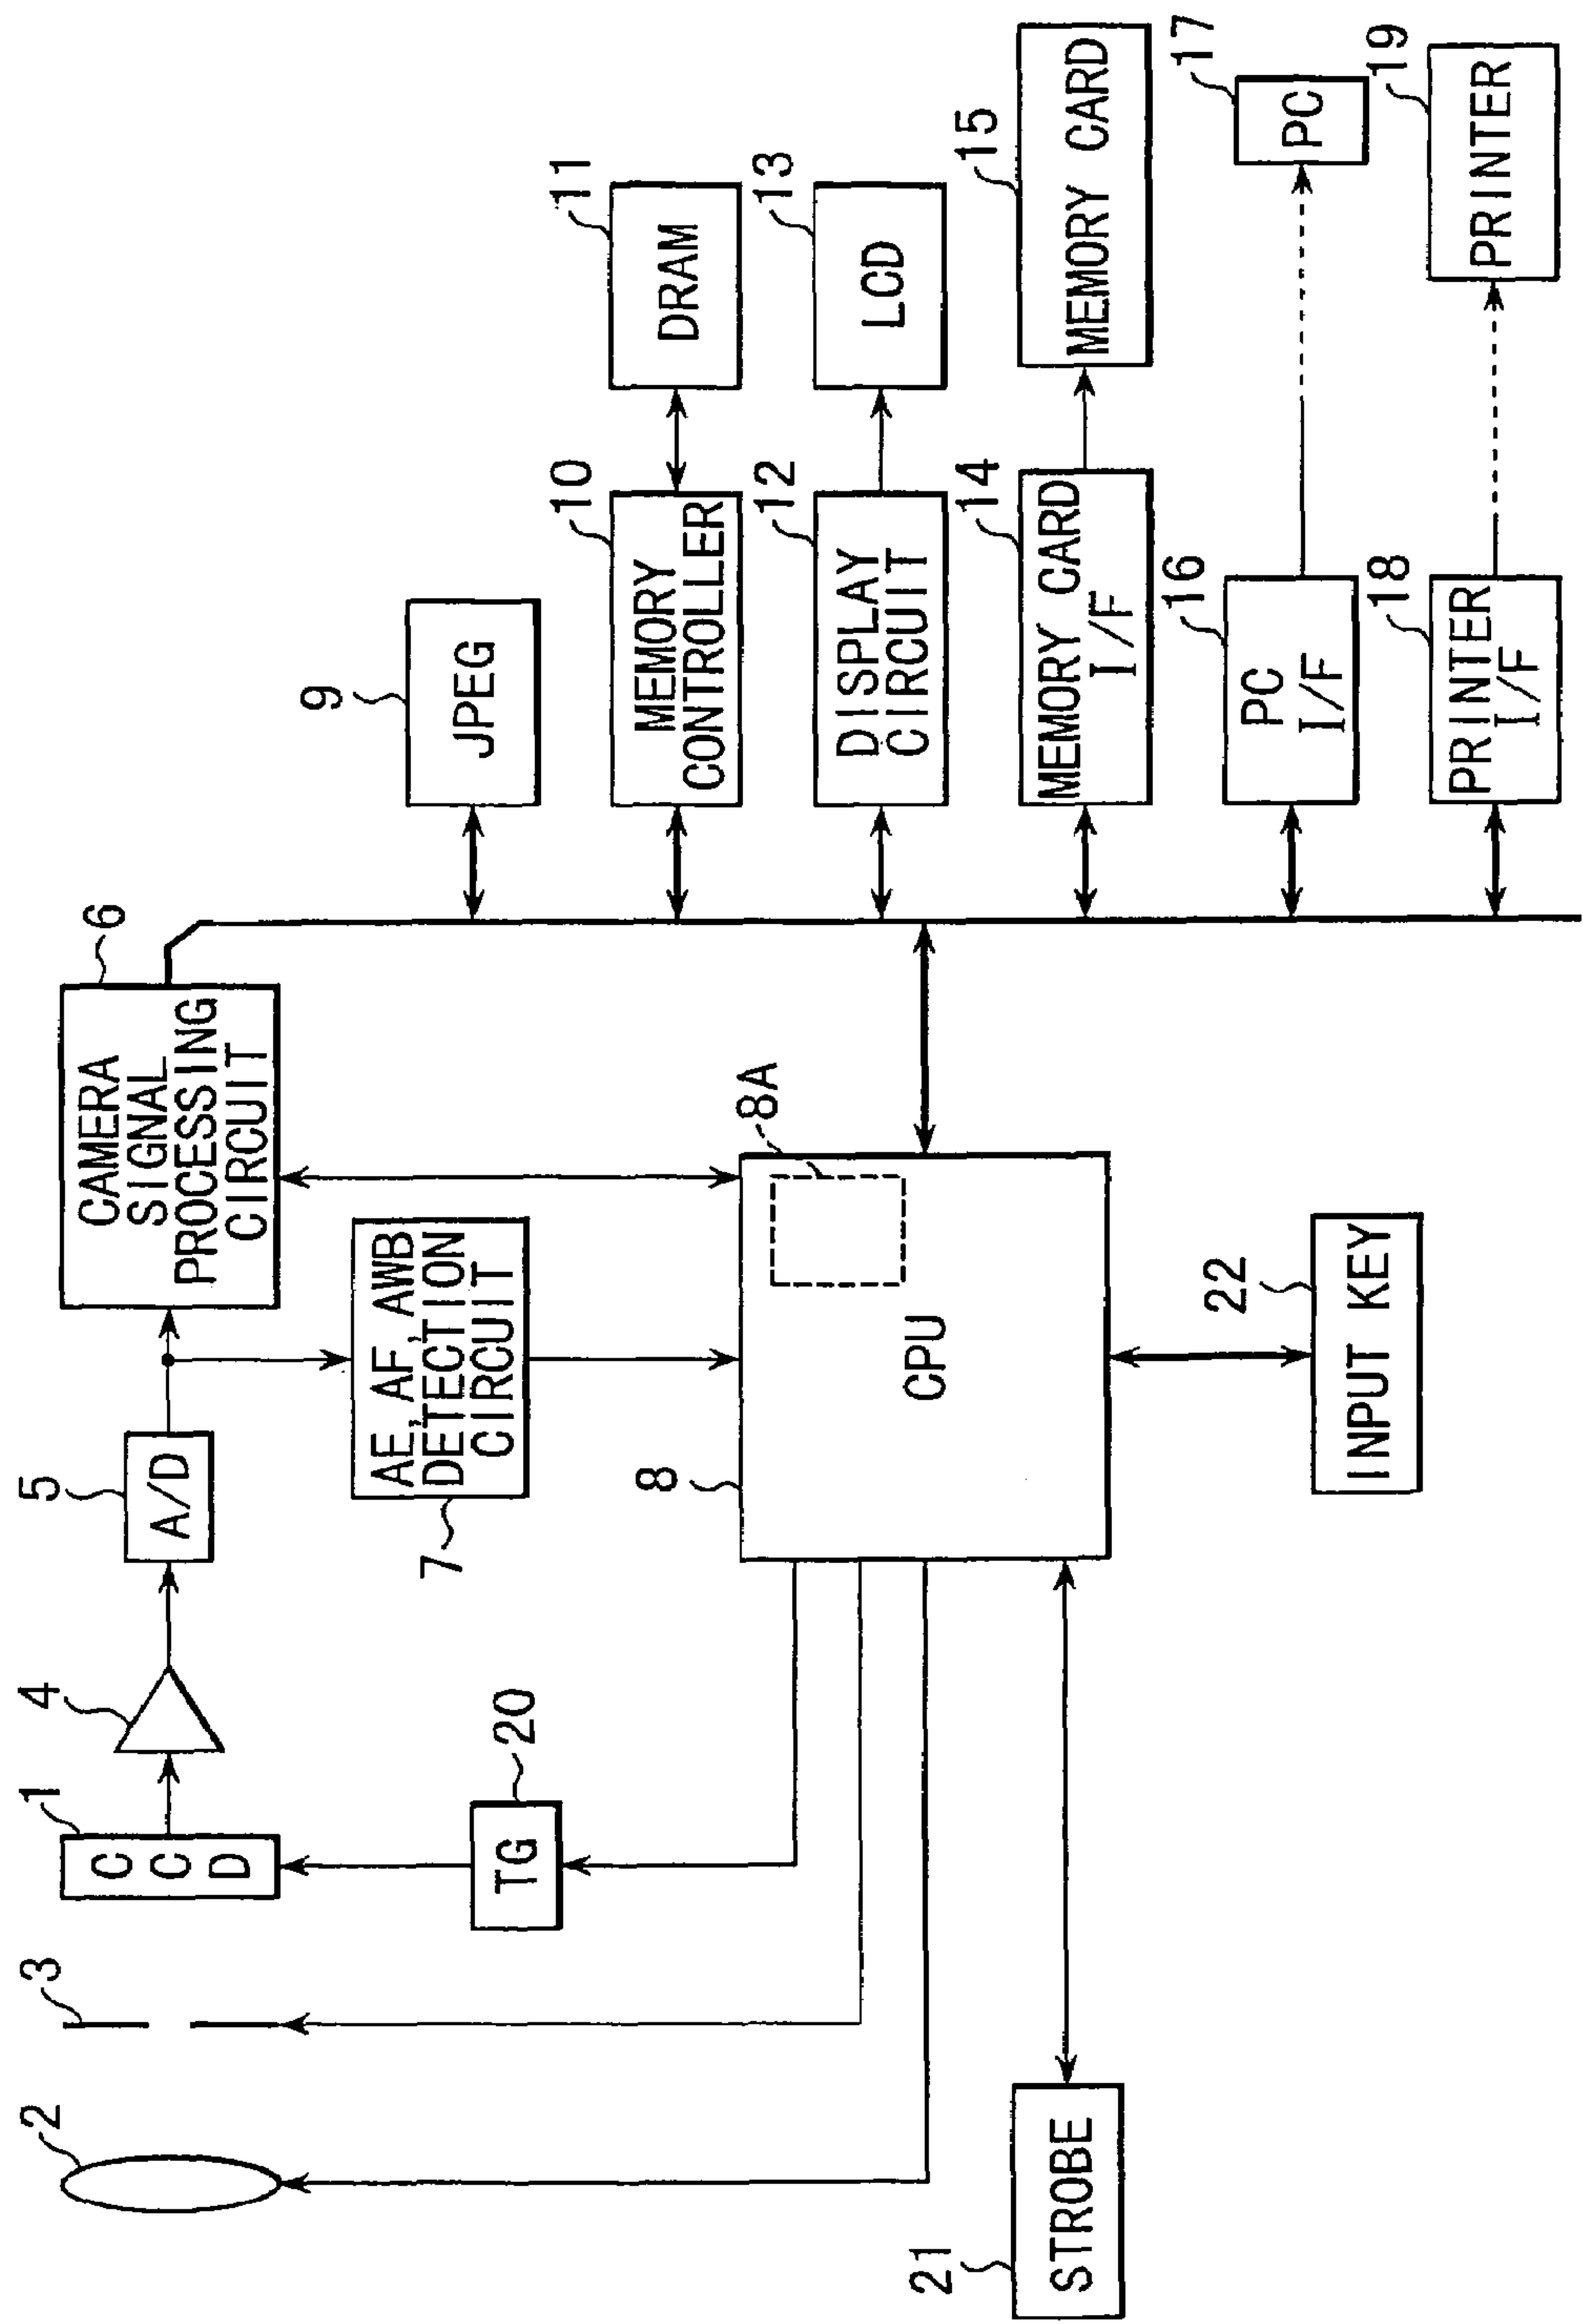 2
3
1
C
C
D
4
5
A/D
6
CAMERA
SIGNAL
PROCESSING
CIRCUIT
7
AE, AF, AWB
DETECTION
CIRCUIT
20
TG
8
8A
CPU
21
STROBE
22
INPUT KEY
9
JPEG
10
MEMORY
CONTROLLER
11
DRAM
12
DISPLAY
CIRCUIT
13
LCD
14
MEMORY CARD
I/F
15
MEMORY CARD
16
PC
I/F
17
PC
18
PRINTER
I/F
19
PRINTER